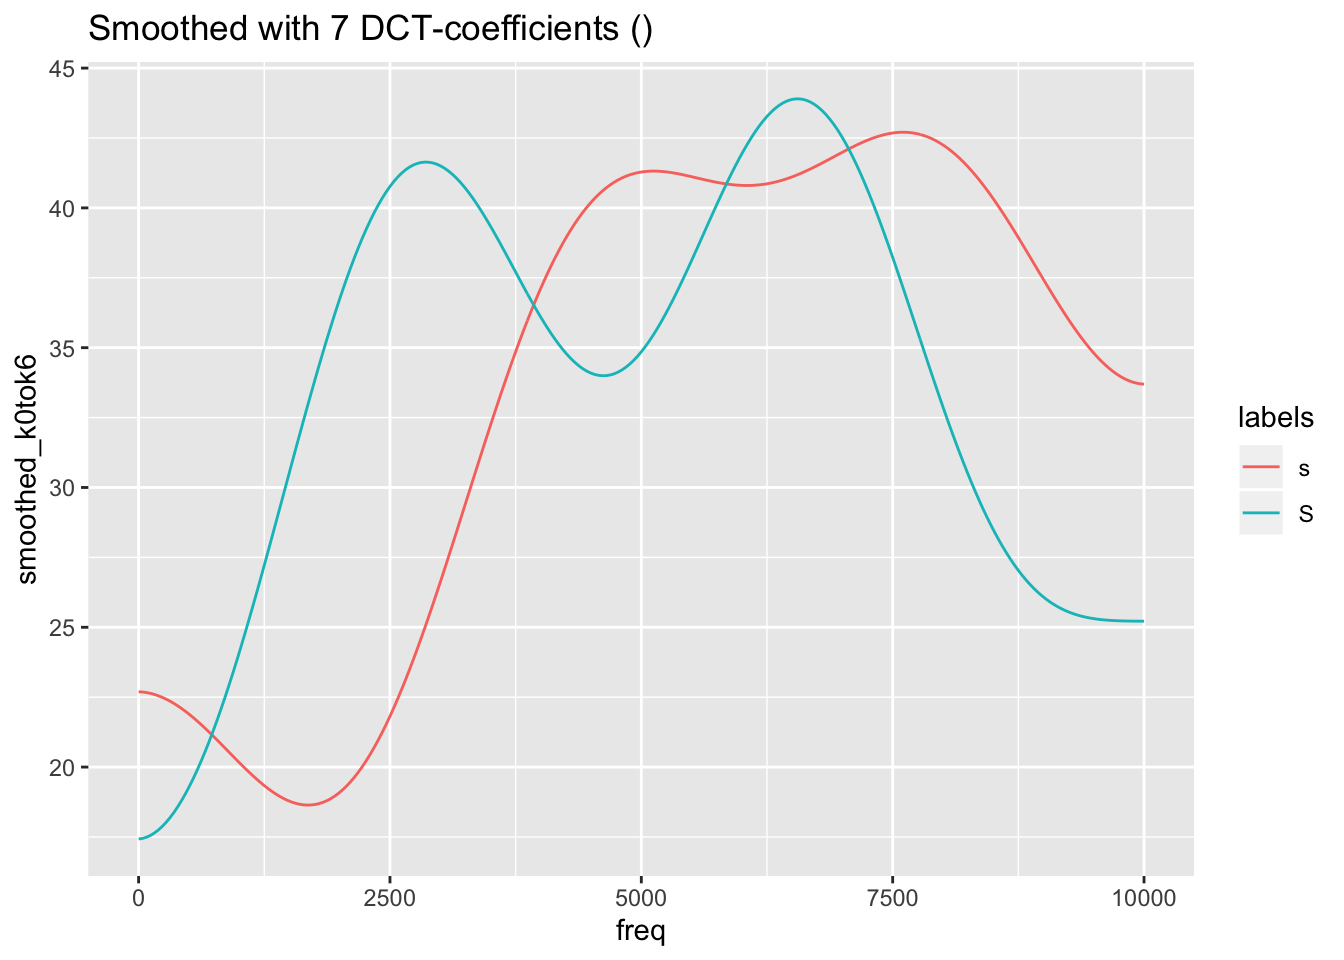 Smoothed with 7 DCT-coefficients ()
smoothed_k0tok6
45
40
35
30
25
20
0
2500
5000
7500
10000
freq
labels
s
S